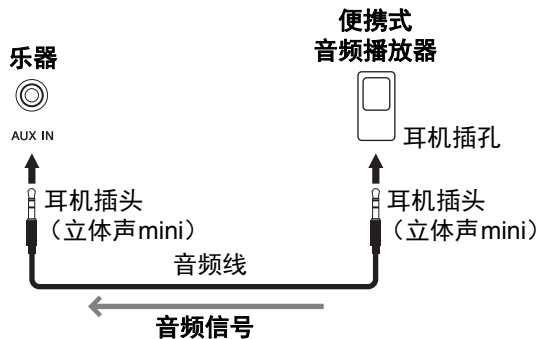 乐器
AUX IN
便携式
音频播放器
耳机插孔
耳机插头
（立体声mini）
耳机插头
（立体声mini）
音频线
音频信号